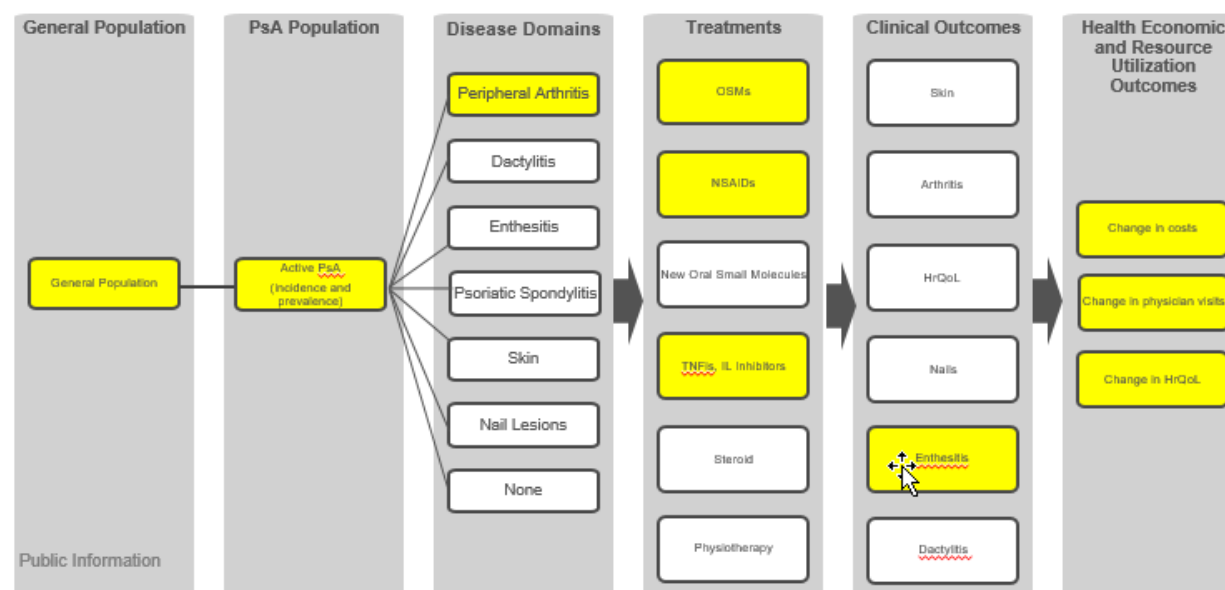 General Population
PsA Population
Disease Domains
Treatments
Clinical Outcomes
Health Economic
and Resource
Utilization
Outcomes
General Population
Active PsA
(incidence and
prevalence)
Peripheral Arthritis
Dactylitis
Enthesitis
Psoriatic Spondylitis
Skin
Nail Lesions
None
OSMs
NSAIDs
New Oral Small Molecules
TNFis, IL Inhibitors
Steroid
Physiotherapy
Skin
Arthritis
HrQoL
Nails
Enthesitis
Dactylitis
Change in costs
Change in physician visits
Change in HrQoL
Public Information